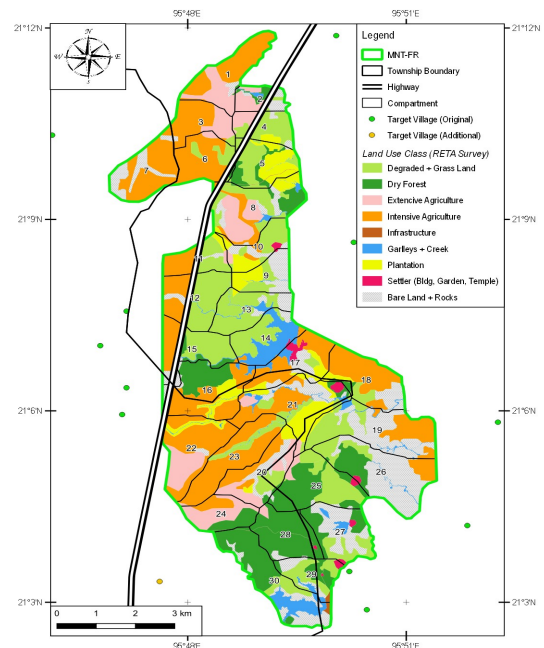 95°48'E 95°51'E
21°12'N 21°12'N
N
W E
S
Legend
MNT-FR
Township Boundary
Highway
Compartment
Target Village (Original)
Target Village (Additional)
Land Use Class (RETA Survey)
Degraded + Grass Land
Dry Forest
Extencive Agriculture
Intensive Agriculture
Infrastructure
Garlleys + Creek
Plantation
Settler (Bldg, Garden, Temple)
Bare Land + Rocks
1
2
3
4
6
5
7
21°9'N 21°9'N
8
10
11
9
12
13
14
15
17
18
16
21°6'N 21°6'N
21
19
22
23
20
26
25
24
28
27
29
30
21°3'N 21°3'N
0 1 2 3 km
95°48'E 95°51'E